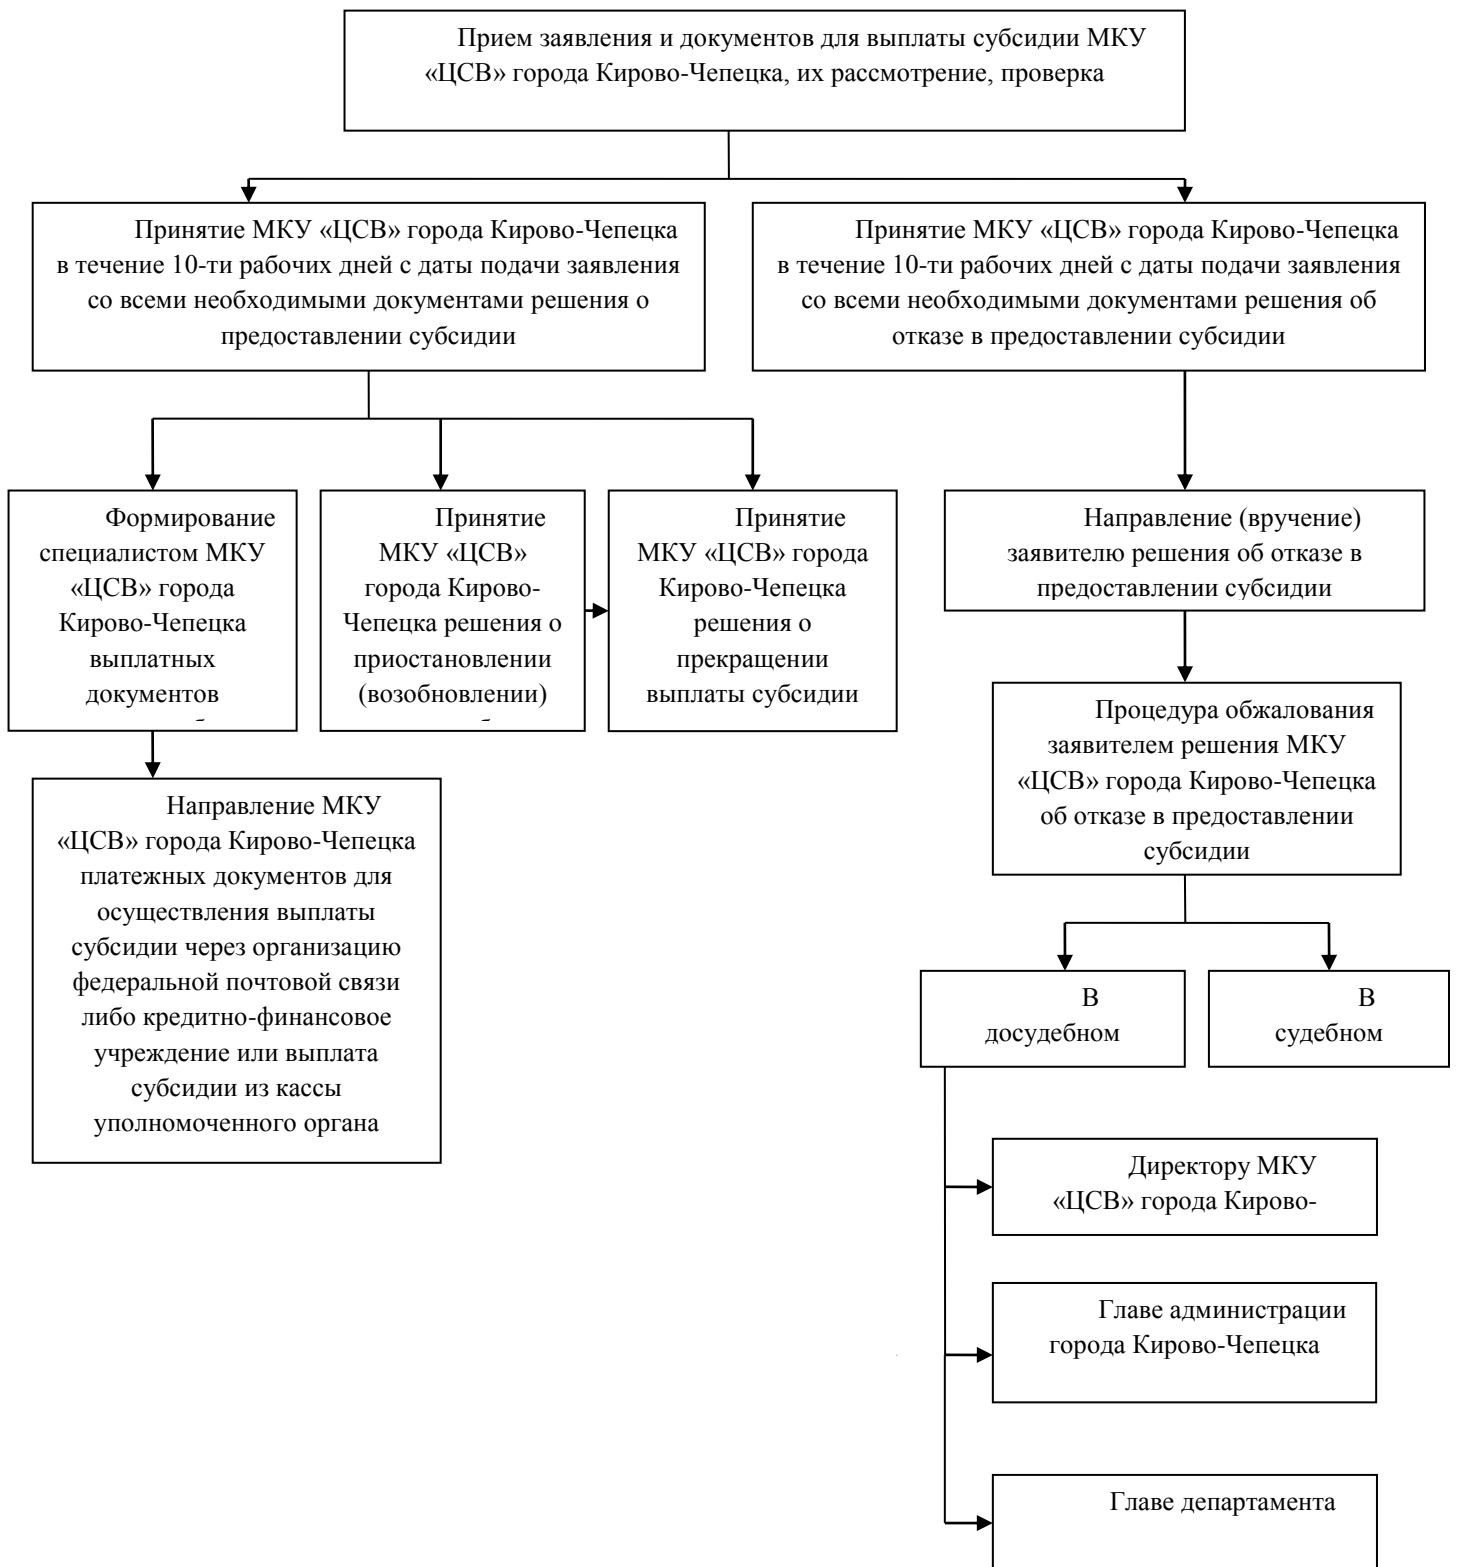 Прием заявления и документов для выплаты субсидии МКУ
«ЦСВ» города Кирово-Чепецка, их рассмотрение, проверка
Принятие МКУ «ЦСВ» города Кирово-Чепецка
в течение 10-ти рабочих дней с даты подачи заявления
со всеми необходимыми документами решения о
предоставлении субсидии
Принятие МКУ «ЦСВ» города Кирово-Чепецка
в течение 10-ти рабочих дней с даты подачи заявления
со всеми необходимыми документами решения об
отказе в предоставлении субсидии
Формирование
специалистом МКУ
«ЦСВ» города
Кирово-Чепецка
выплатных
документов
Принятие
МКУ «ЦСВ»
города Кирово-
Чепецка решения о
приостановлении
(возобновлении)
Принятие
МКУ «ЦСВ» города
Кирово-Чепецка
решения о
прекращении
выплаты субсидии
Направление (вручение)
заявителю решения об отказе в
предоставлении субсидии
Направление МКУ
«ЦСВ» города Кирово-Чепецка
платежных документов для
осуществления выплаты
субсидии через организацию
федеральной почтовой связи
либо кредитно-финансовое
учреждение или выплата
субсидии из кассы
уполномоченного органа
Процедура обжалования
заявителем решения МКУ
«ЦСВ» города Кирово-Чепецка
об отказе в предоставлении
субсидии
В
досудебном
В
судебном
Директору МКУ
«ЦСВ» города Кирово-
Главе администрации
города Кирово-Чепецка
Главе департамента